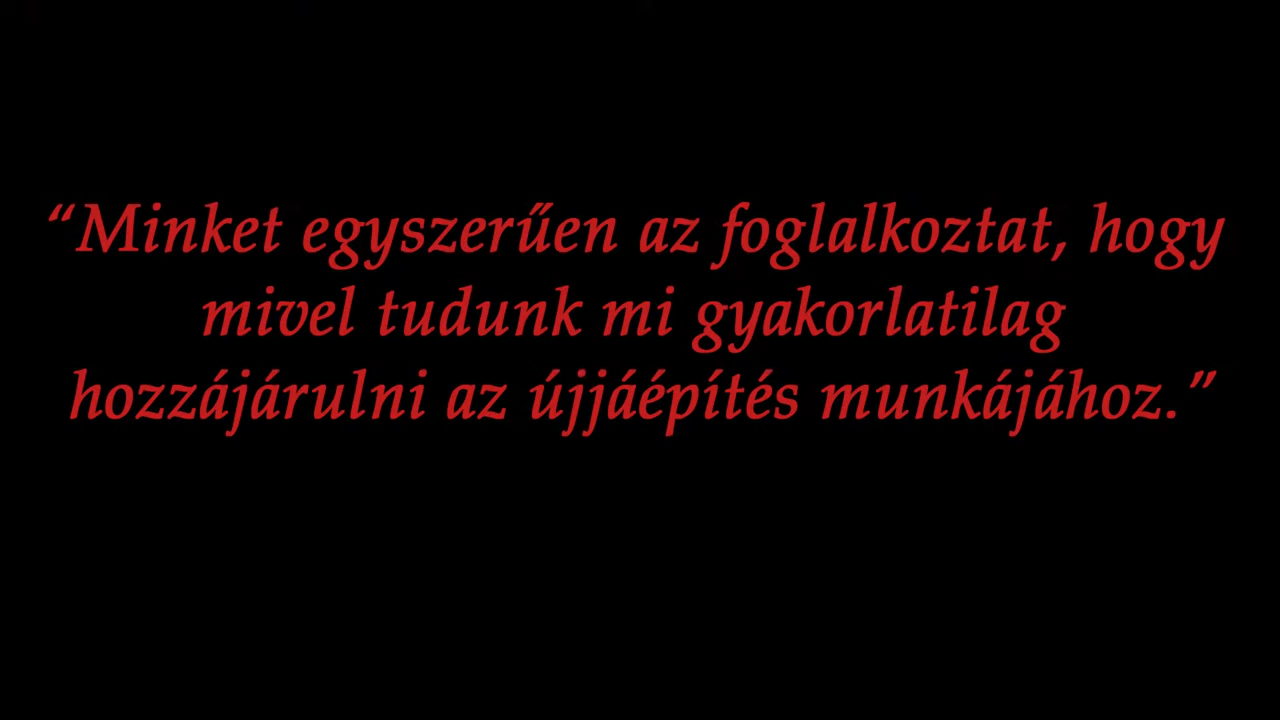 “Minket egyszerűen az foglalkoztat, hogy
mivel tudunk mi gyakorlatilag
hozzájárulni az újjáépítés munkájához.”